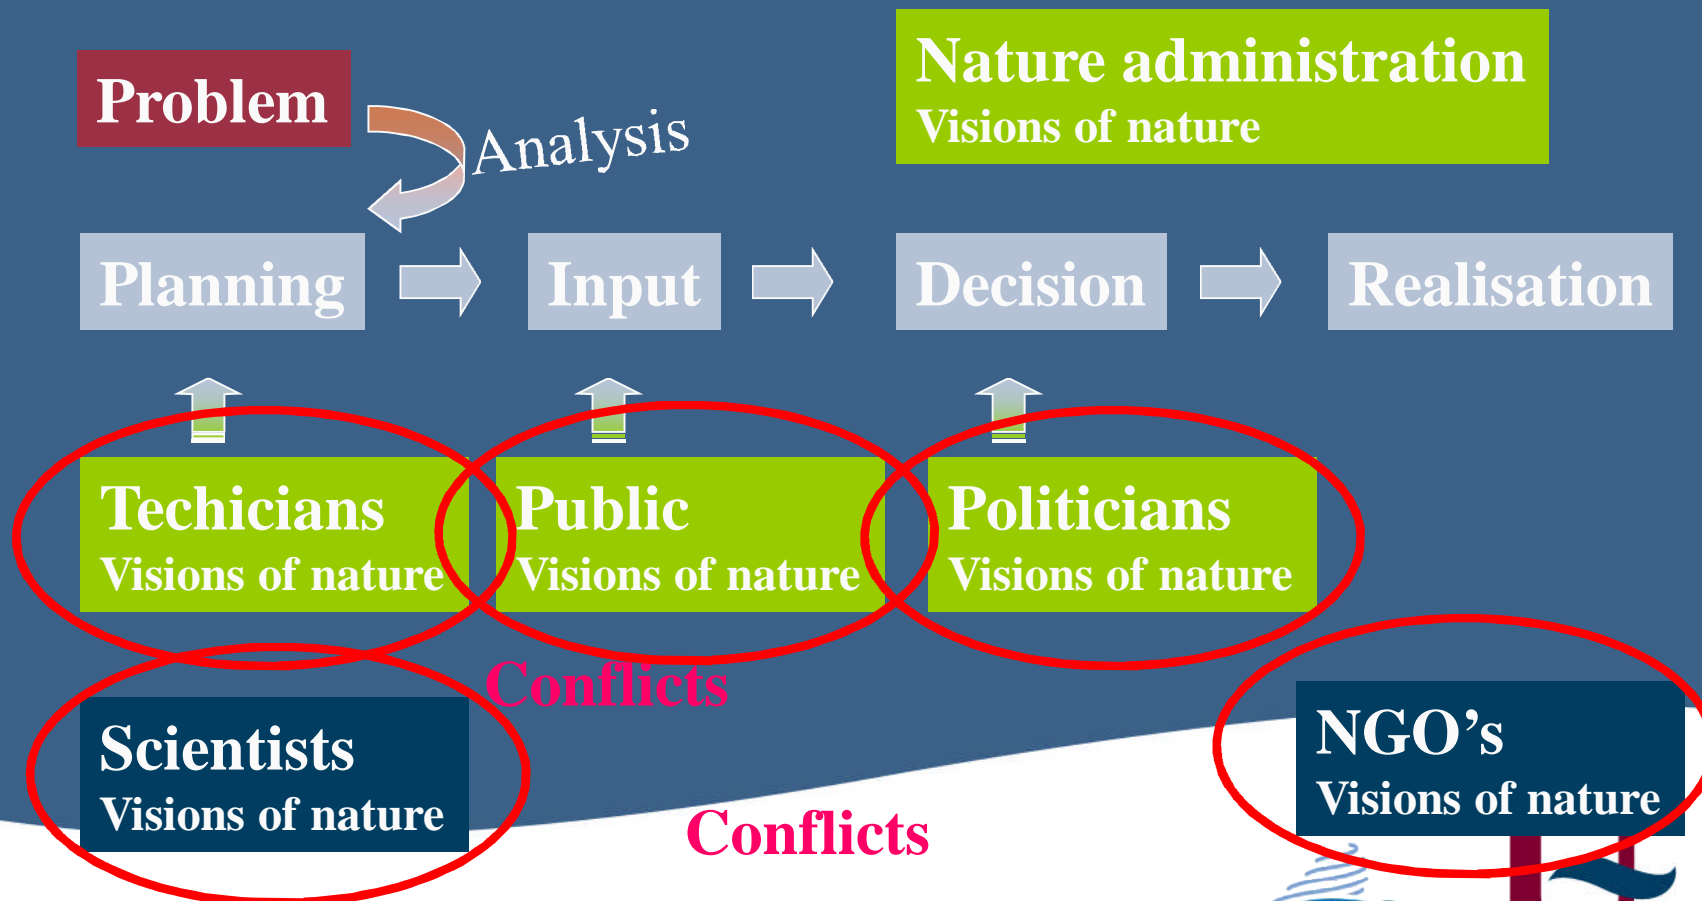 Problem
Analysis
Nature administration
Visions of nature
Planning
Input
Decision
Realisation
Techicians
Visions of nature
Public
Visions of nature
Politicians
Visions of nature
Conflicts
Scientists
Visions of nature
NGO’s
Visions of nature
Conflicts